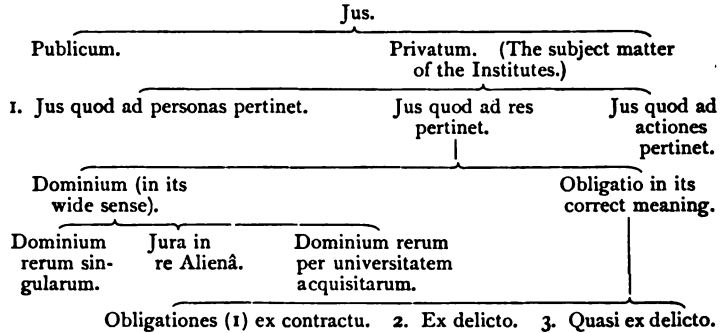 Jus.
Publicum.
Privatum. (The subject matter
of the Institutes.)
1. Jus quod ad personas pertinet.
Jus quod ad res
pertinet.
Jus quod ad
actiones
pertinet.
Dominium (in its
wide sense).
Obligatio in its
correct meaning.
Dominium
rerum sin-
gularum.
Jura in
re Alienâ.
Dominium rerum
per universitatem
acquisitarum.
Obligationes (1) ex contractu. 2. Ex delicto. 3. Quasi ex delicto.